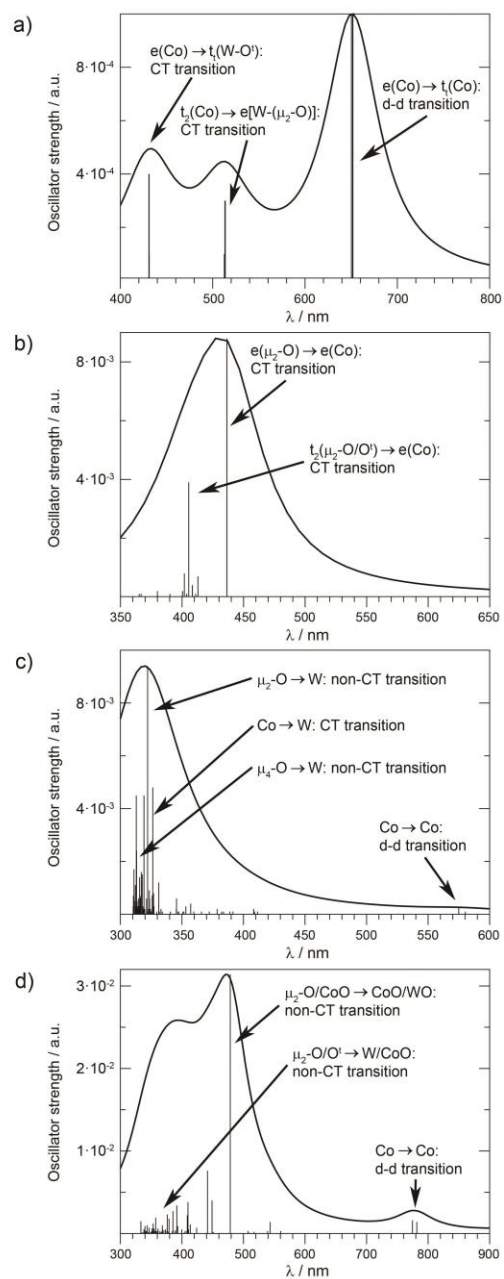 a)
e(Co) → tₜ(W-Oᵗ):
CT transition
t₂(Co) → e[W-(μ₂-O)]:
CT transition
e(Co) → tₜ(Co):
d-d transition
8·10⁻⁴
4·10⁻⁴
Oscillator strength / a.u.
400 500 600 700 800
λ / nm
b)
e(μ₂-O) → e(Co):
CT transition
t₂(μ₂-O/Oᵗ) → e(Co):
CT transition
8·10⁻³
4·10⁻³
Oscillator strength / a.u.
350 400 450 500 550 600 650
λ / nm
c)
μ₂-O → W: non-CT transition
Co → W: CT transition
μ₄-O → W: non-CT transition
Co → Co:
d-d transition
8·10⁻³
4·10⁻³
Oscillator strength / a.u.
300 350 400 450 500 550 600
λ / nm
d)
μ₂-O/CoO → CoO/WO:
non-CT transition
μ₂-O/Oᵗ → W/CoO:
non-CT transition
Co → Co:
d-d transition
3·10⁻²
2·10⁻²
1·10⁻²
Oscillator strength / a.u.
300 400 500 600 700 800 900
λ / nm